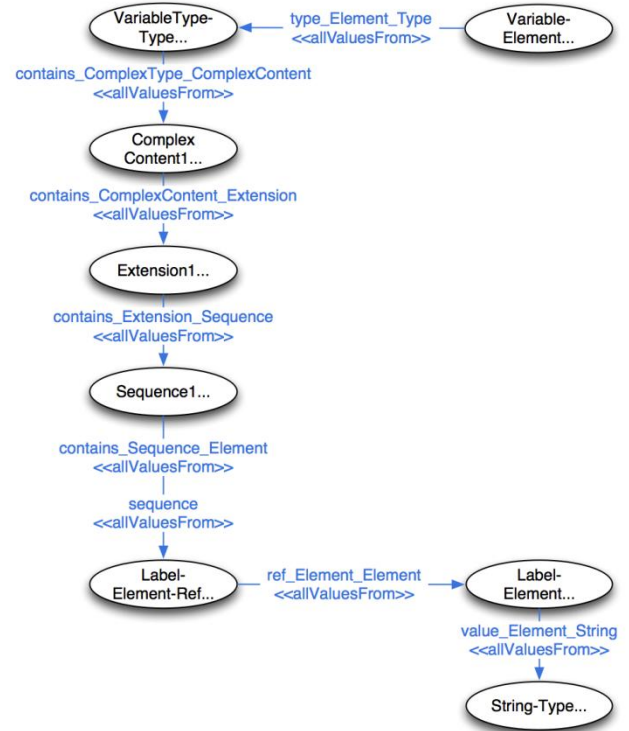 VariableType-
Type...
type_Element_Type
<<allValuesFrom>>
Variable-
Element...
contains_ComplexType_ComplexContent
<<allValuesFrom>>
Complex
Content1...
contains_ComplexContent_Extension
<<allValuesFrom>>
Extension1...
contains_Extension_Sequence
<<allValuesFrom>>
Sequence1...
contains_Sequence_Element
<<allValuesFrom>>
sequence
<<allValuesFrom>>
Label-
Element-Ref...
ref_Element_Element
<<allValuesFrom>>
Label-
Element...
value_Element_String
<<allValuesFrom>>
String-Type...